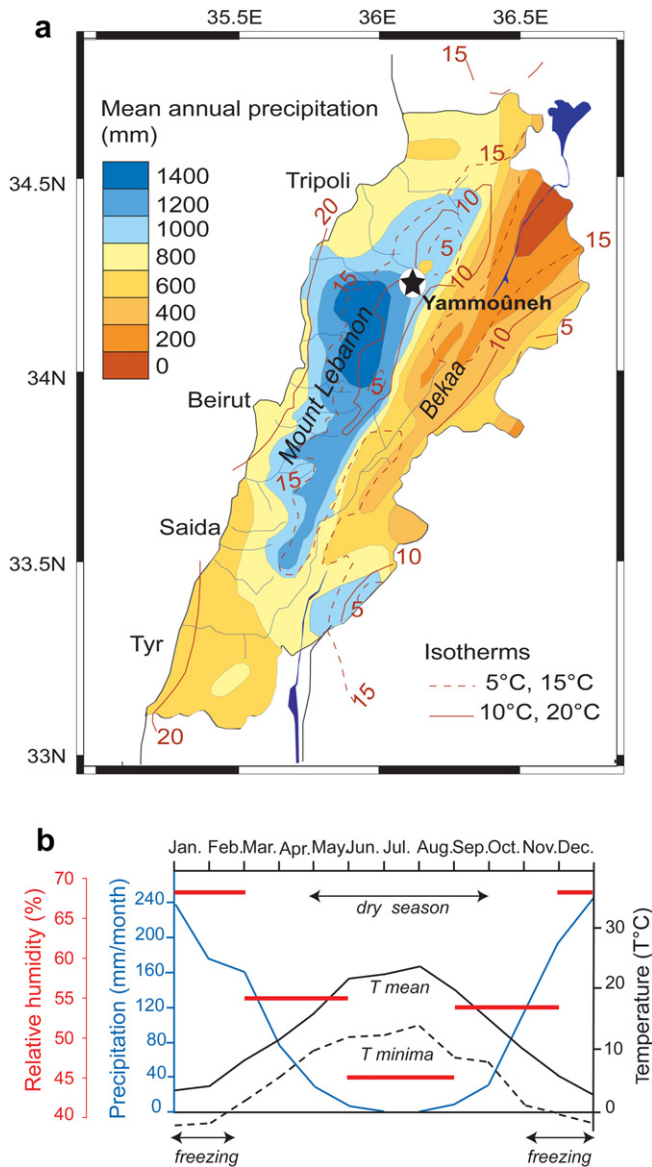 a
35.5E 36E 36.5E
34.5N
34N
33.5N
33N
Mean annual precipitation
(mm)
1400
1200
1000
800
600
400
200
0
15
15
Tripoli
20
10
5
15
15
10
Yammoûneh
5
10
Mount Lebanon
5
Bekaa
Beirut
15
Saida
10
5
Tyr
15
20
Isotherms
5°C, 15°C
10°C, 20°C
b
Jan. Feb. Mar. Apr. May Jun. Jul. Aug. Sep. Oct. Nov. Dec.
Relative humidity (%)
70
65
60
55
50
45
40
Precipitation (mm/month)
240
200
160
120
80
40
0
dry season
T mean
T minima
30
20
10
0
Temperature (T°C)
freezing
freezing